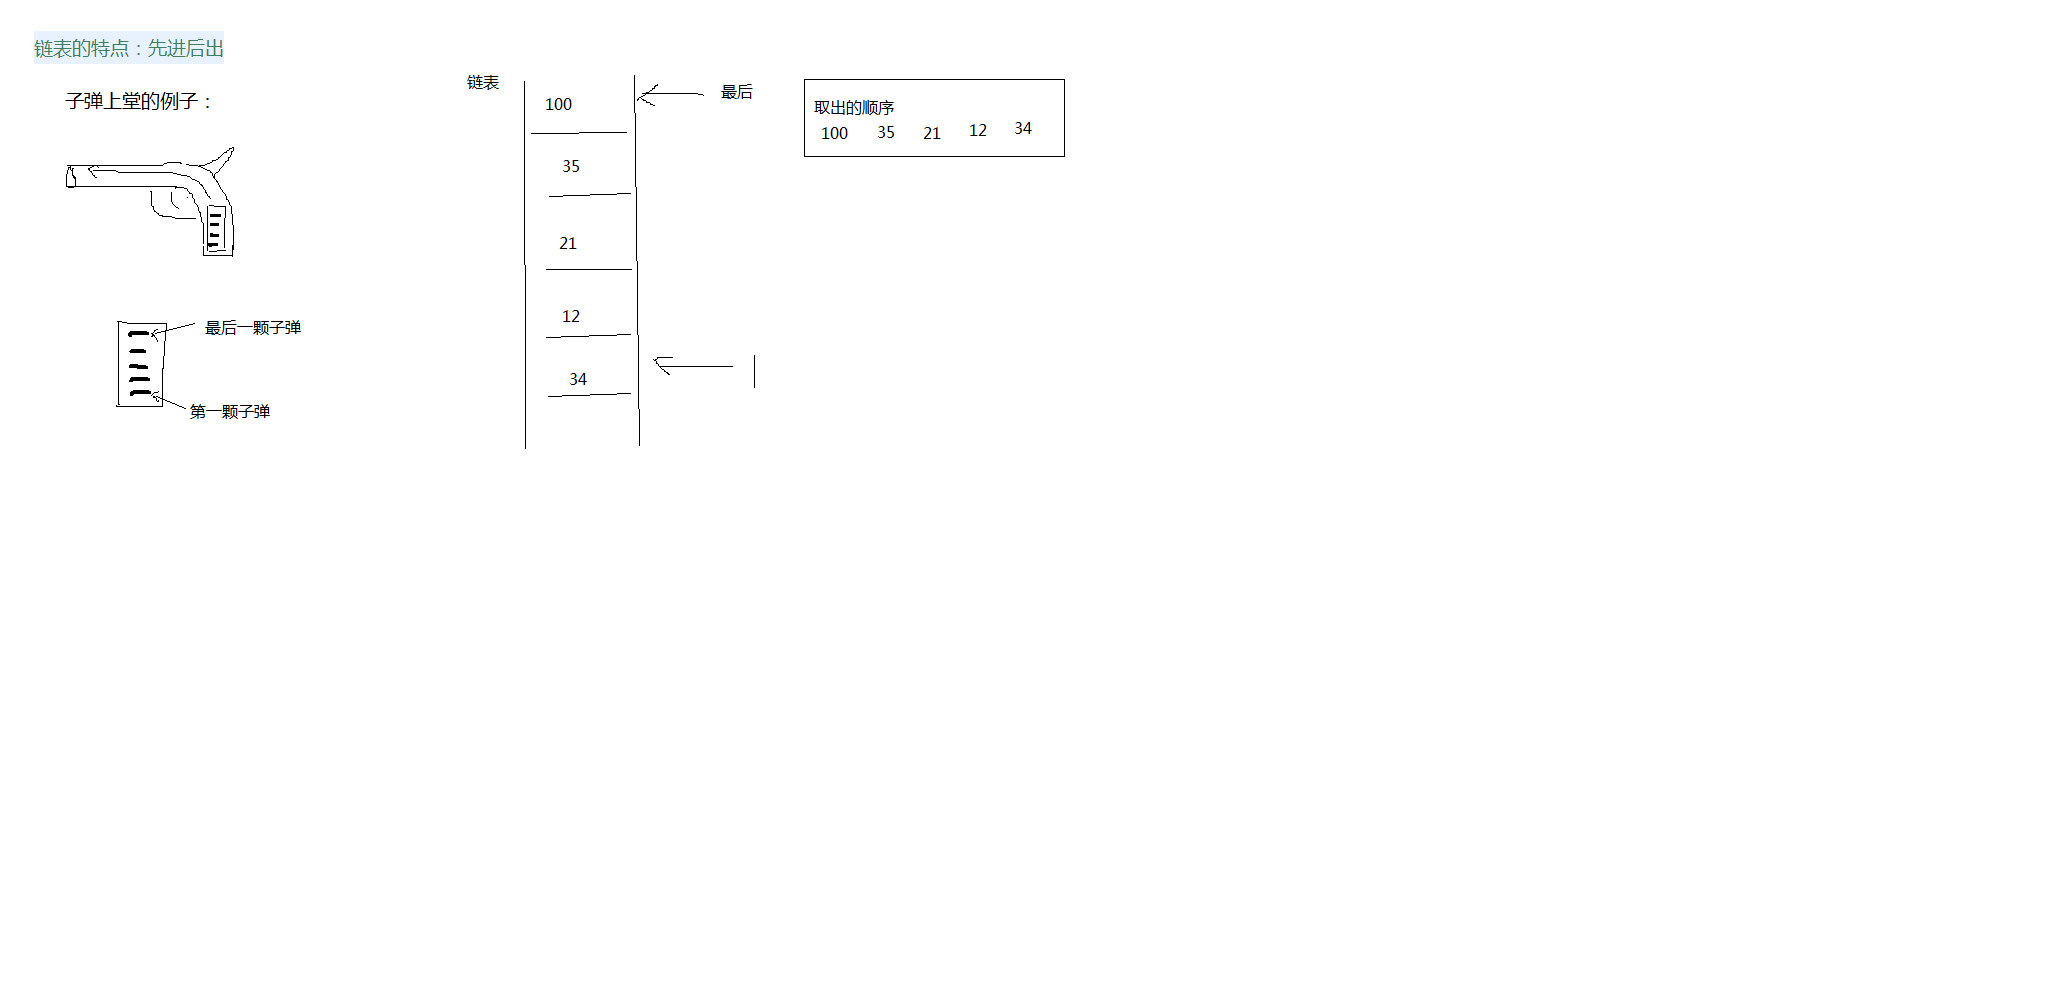 链表的特点：先进后出
子弹上堂的例子：
最后一颗子弹
第一颗子弹
链表
100
35
21
12
34
最后
取出的顺序
100 35 21 12 34